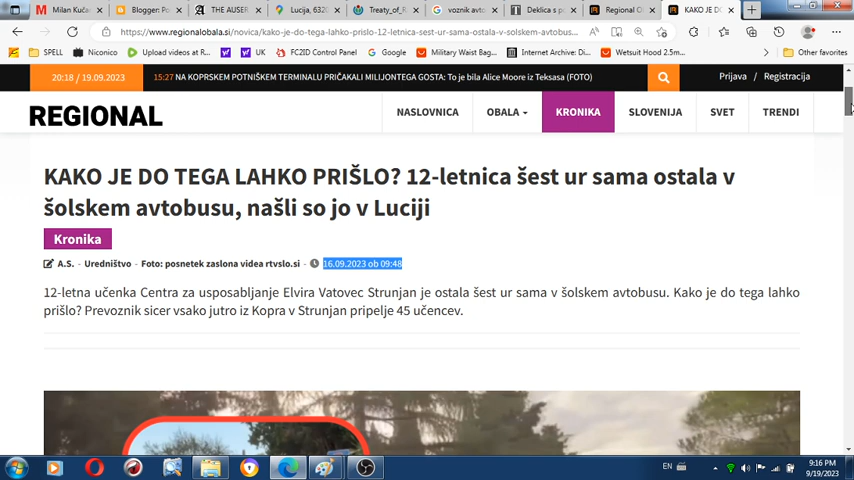 Milan Kuča
Blogger: Po
THE AUSER
Lucija, 6320
Treaty_of_R
voznik avto
Deklica s p
Regional O
KAKO JE DO
https://www.regionalobala.si/novica/kako-je-do-tega-lahko-prislo-12-letnica-sest-ur-sama-ostala-v-solskem-avtobus...
SPELL
Niconico
Upload videos at R...
UK
FC2ID Control Panel
Google
Military Waist Bag...
Internet Archive: Di...
Wetsuit Hood 2.5m...
Other favorites
20:18 / 19.09.2023
15:27 NA KOPRSKEM POTNIŠKEM TERMINALU PRIČAKALI MILIJONTEGA GOSTA: To je bila Alice Moore iz Teksasa (FOTO)
Prijava / Registracija
REGIONAL
NASLOVNICA
OBALA
KRONIKA
SLOVENIJA
SVET
TRENDI
KAKO JE DO TEGA LAHKO PRIŠLO? 12-letnica šest ur sama ostala v
šolskem avtobusu, našli so jo v Luciji
Kronika
A.S. - Uredništvo - Foto: posnetek zaslona videa rtvslo.si - 16.09.2023 ob 09:48
12-letna učenka Centra za usposabljanje Elvira Vatovec Strunjan je ostala šest ur sama v šolskem avtobusu. Kako je do tega lahko
prišlo? Prevoznik sicer vsako jutro iz Kopra v Strunjan pripelje 45 učencev.
EN
9:16 PM
9/19/2023